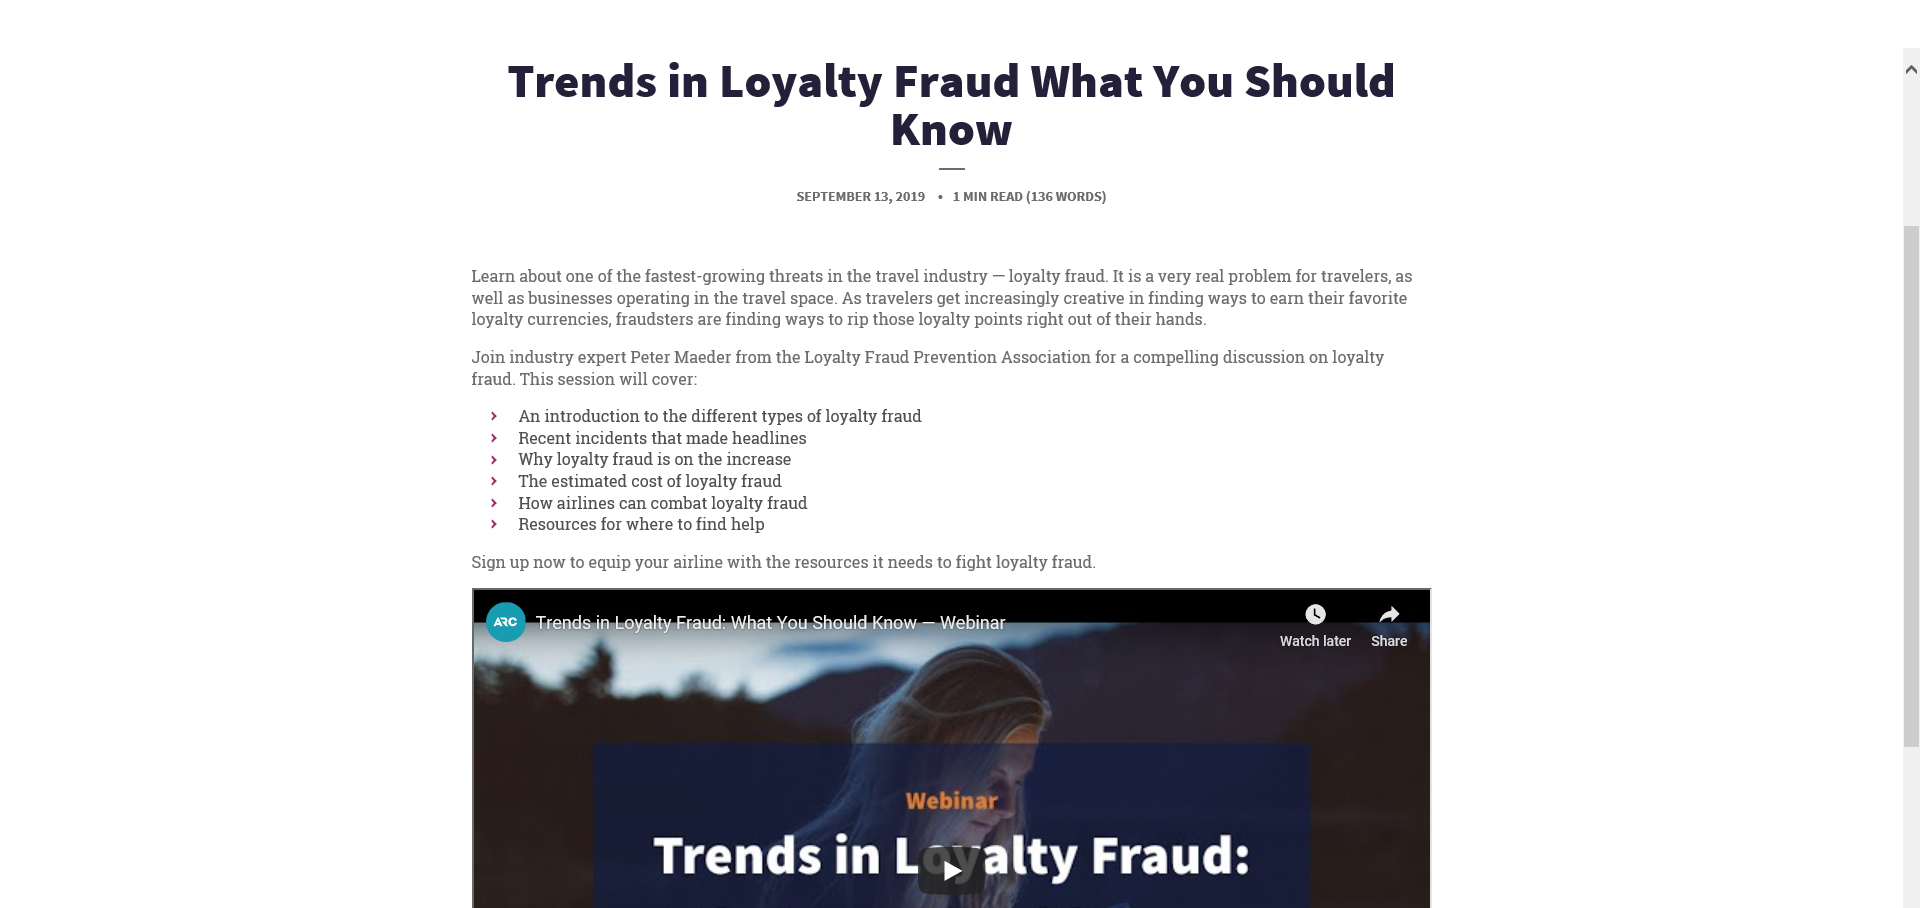 Trends in Loyalty Fraud What You Should
Know
SEPTEMBER 13, 2019 • 1 MIN READ (136 WORDS)
Learn about one of the fastest-growing threats in the travel industry — loyalty fraud. It is a very real problem for travelers, as
well as businesses operating in the travel space. As travelers get increasingly creative in finding ways to earn their favorite
loyalty currencies, fraudsters are finding ways to rip those loyalty points right out of their hands.
Join industry expert Peter Maeder from the Loyalty Fraud Prevention Association for a compelling discussion on loyalty
fraud. This session will cover:
An introduction to the different types of loyalty fraud
Recent incidents that made headlines
Why loyalty fraud is on the increase
The estimated cost of loyalty fraud
How airlines can combat loyalty fraud
Resources for where to find help
Sign up now to equip your airline with the resources it needs to fight loyalty fraud.
ARC Trends in Loyalty Fraud: What You Should Know — Webinar
Watch later Share
Webinar
Trends in Loyalty Fraud: